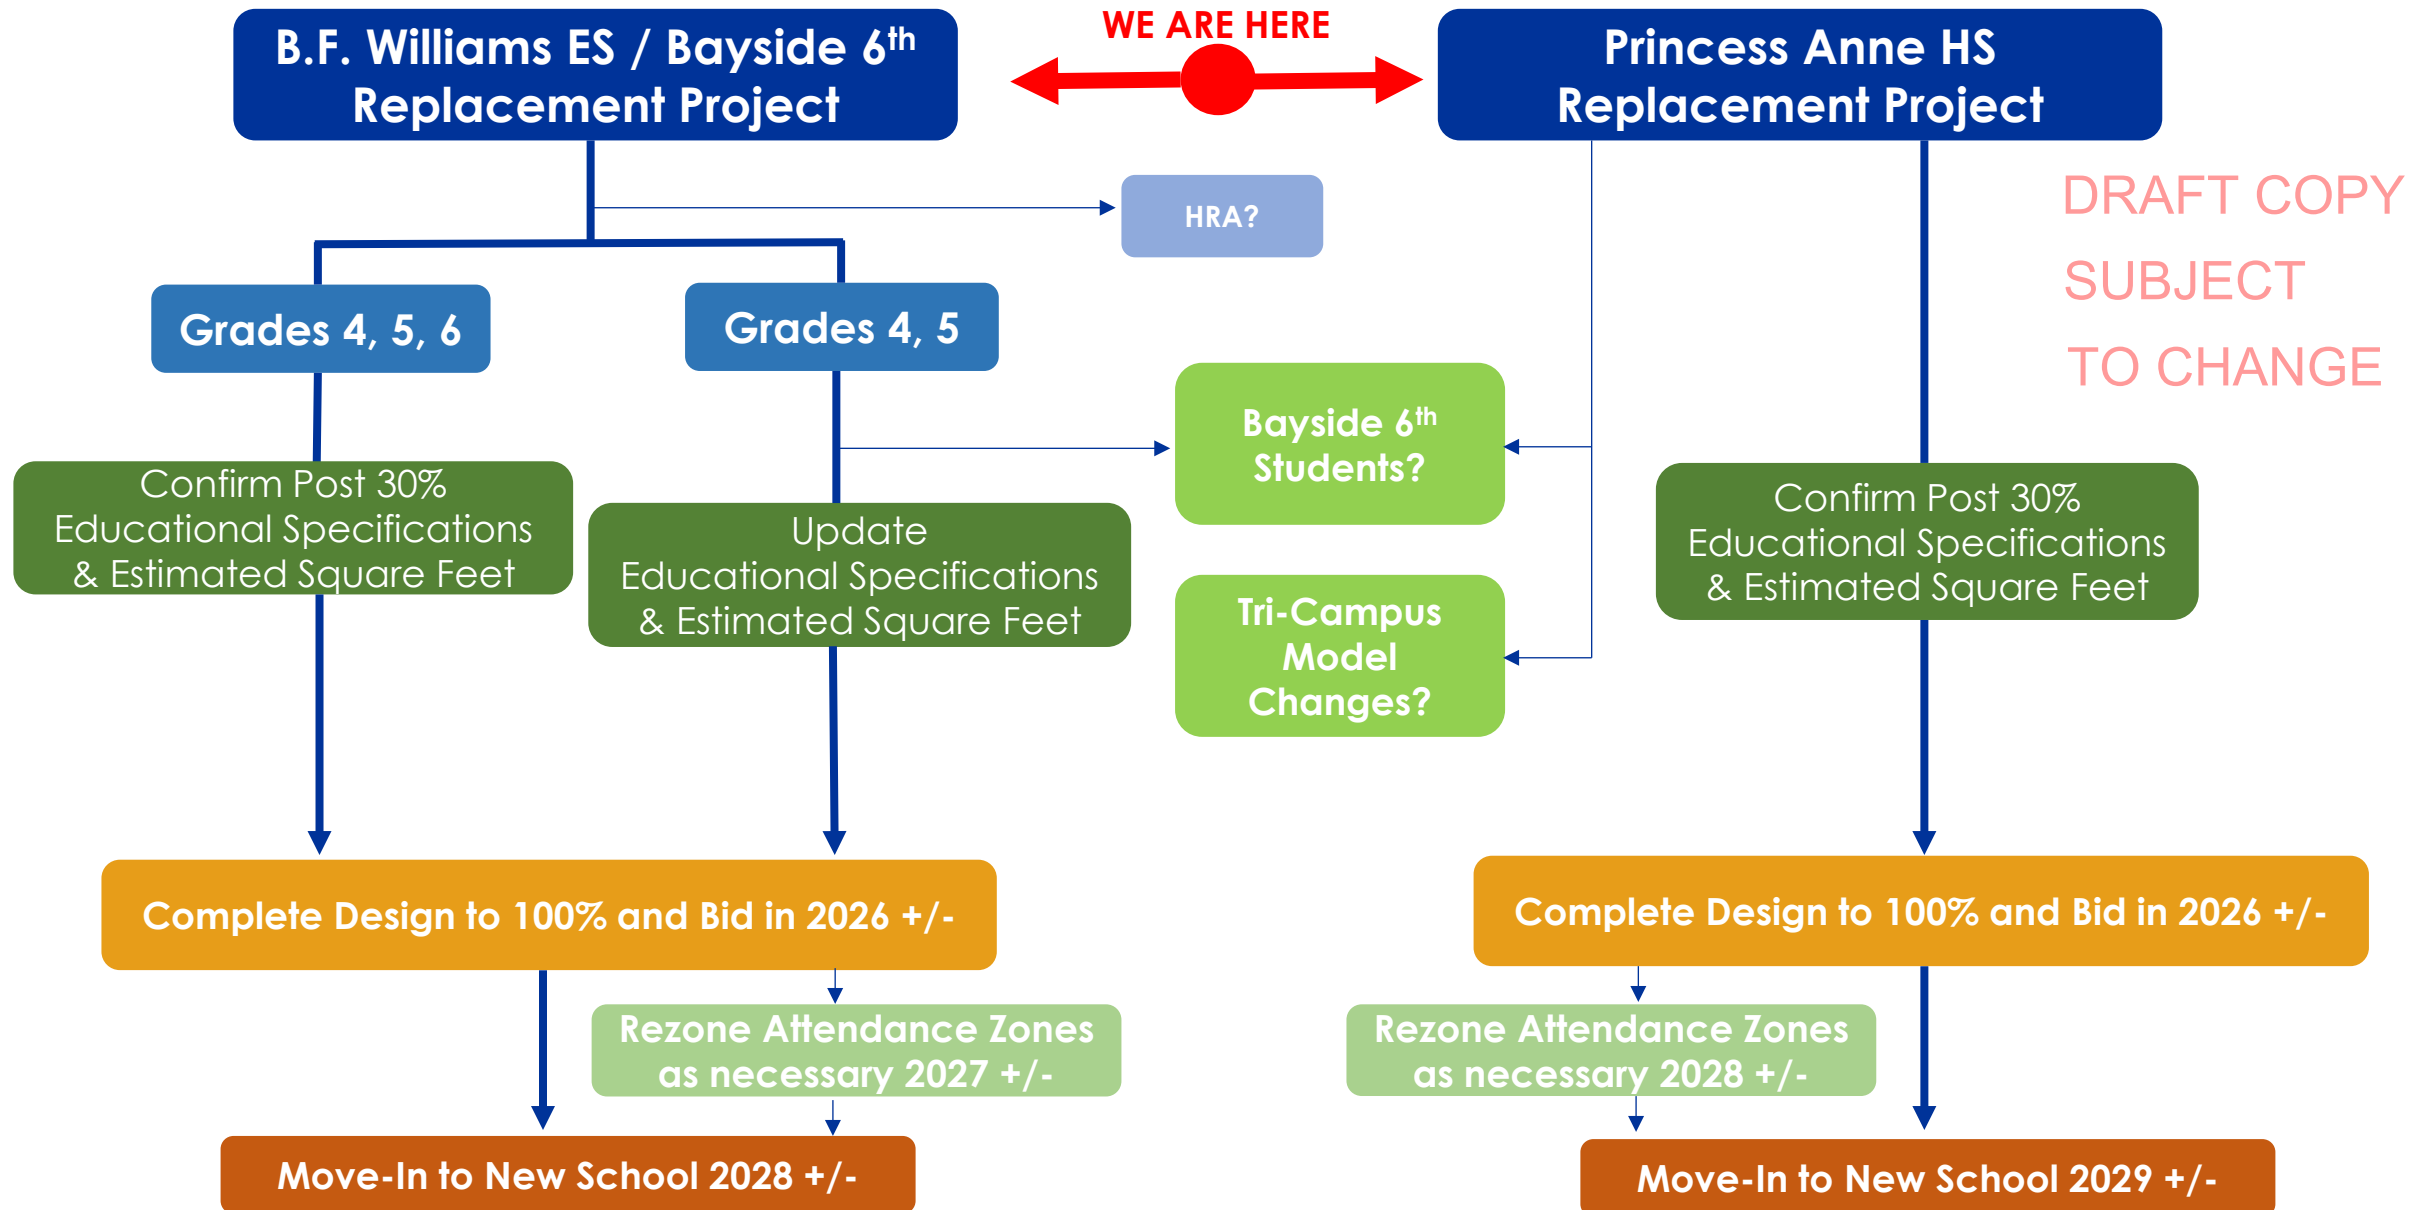 WE ARE HERE
B.F. Williams ES / Bayside 6th
Replacement Project
Princess Anne HS
Replacement Project
HRA?
DRAFT COPY
SUBJECT
TO CHANGE
Grades 4, 5, 6
Grades 4, 5
Bayside 6th
Students?
Confirm Post 30%
Educational Specifications
& Estimated Square Feet
Update
Educational Specifications
& Estimated Square Feet
Tri-Campus
Model
Changes?
Confirm Post 30%
Educational Specifications
& Estimated Square Feet
Complete Design to 100% and Bid in 2026 +/-
Complete Design to 100% and Bid in 2026 +/-
Rezone Attendance Zones
as necessary 2027 +/-
Rezone Attendance Zones
as necessary 2028 +/-
Move-In to New School 2028 +/-
Move-In to New School 2029 +/-